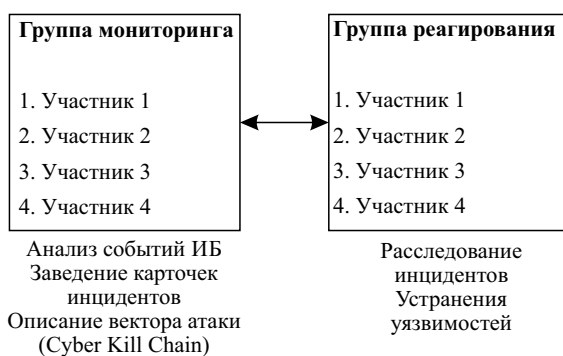 Группа мониторинга
1. Участник 1
2. Участник 2
3. Участник 3
4. Участник 4
Анализ событий ИБ
Заведение карточек
инцидентов
Описание вектора атаки
(Cyber Kill Chain)
Группа реагирования
1. Участник 1
2. Участник 2
3. Участник 3
4. Участник 4
Расследование
инцидентов
Устранения
уязвимостей